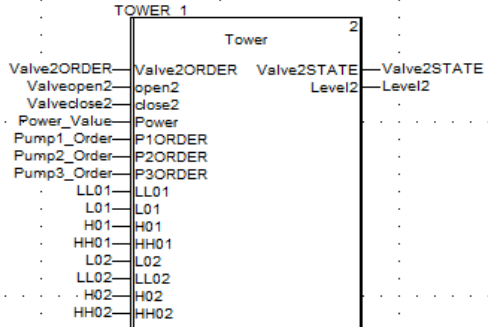 TOWER_1
2
Tower
Valve2ORDER Valve2ORDER Valve2STATE Valve2STATE
Valveopen2 open2 Level2 Level2
Valveclose2 close2
Power_Value Power
Pump1_Order P1ORDER
Pump2_Order P2ORDER
Pump3_Order P3ORDER
LL01 LL01
L01 L01
H01 H01
HH01 HH01
L02 L02
LL02 LL02
H02 H02
HH02 HH02